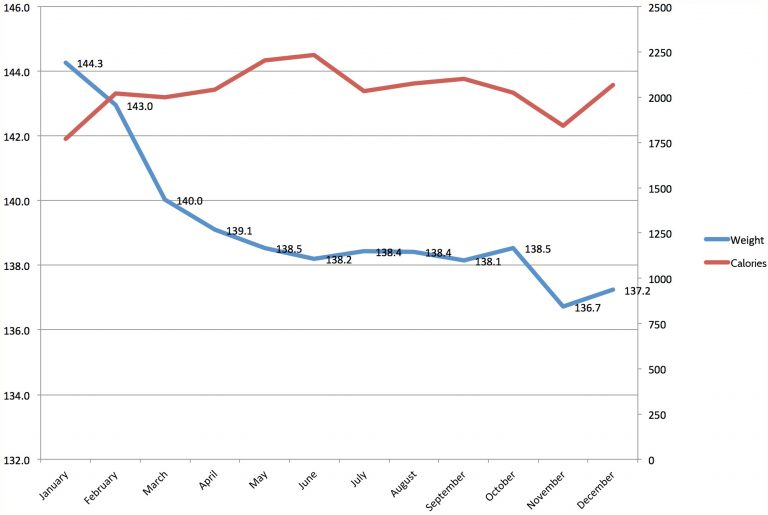 146.0
144.0
142.0
140.0
138.0
136.0
134.0
132.0
144.3
143.0
140.0
139.1
138.5
138.2
138.4
138.4
138.1
138.5
136.7
137.2
2500
2250
2000
1750
1500
1250
1000
750
500
250
0
Weight
Calories
January
February
March
April
May
June
July
August
September
October
November
December